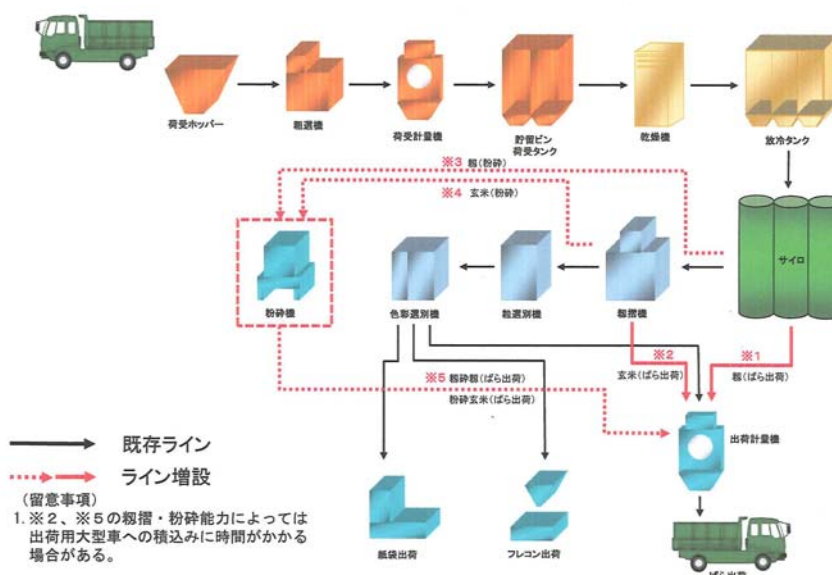 荷受ホッパー
粗選機
荷受計量機
貯留ビン
荷受タンク
乾燥機
放冷タンク
※3 籾(粉砕)
※4 玄米(粉砕)
サイロ
粉砕機
色彩選別機
粒選別機
籾摺機
※2
玄米(ばら出荷)
※1
籾(ばら出荷)
※5 籾砕籾(ばら出荷)
粉砕玄米(ばら出荷)
出荷計量機
既存ライン
ライン増設
(留意事項)
1. ※2、※5の籾摺・粉砕能力によっては
出荷用大型車への積込みに時間がかかる
場合がある。
紙袋出荷
フレコン出荷
ばら出荷